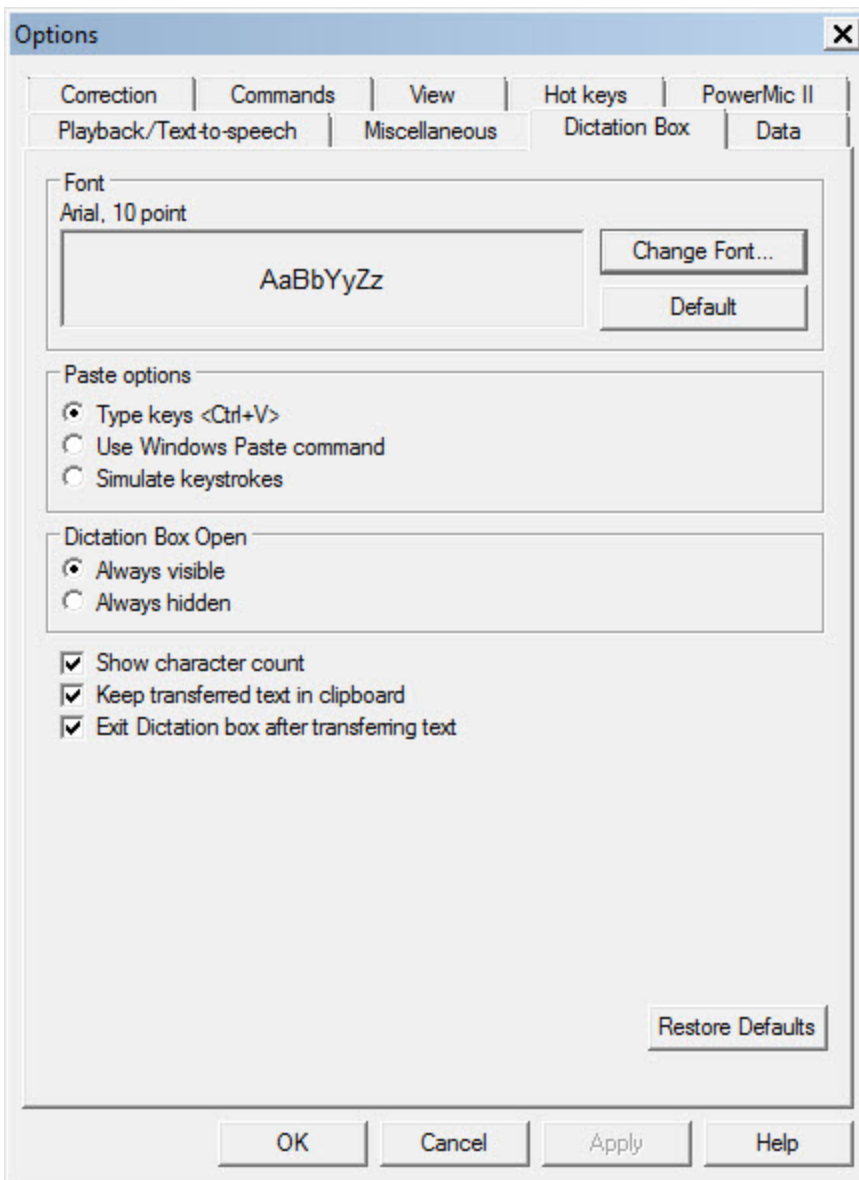 Options
Correction Commands View Hot keys PowerMic II
Playback/Text-to-speech Miscellaneous Dictation Box Data
Font
Arial, 10 point
AaBbYyZz
Change Font...
Default
Paste options
Type keys <Ctrl+V>
Use Windows Paste command
Simulate keystrokes
Dictation Box Open
Always visible
Always hidden
Show character count
Keep transferred text in clipboard
Exit Dictation box after transferring text
Restore Defaults
OK Cancel Apply Help